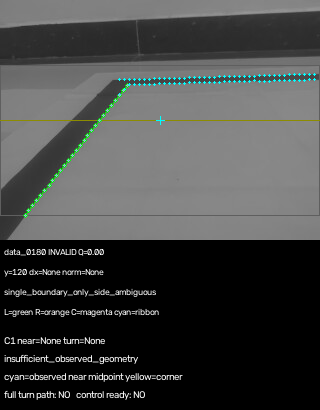 data_0180 INVALID Q=0.00
y=120 dx=None norm=None
single_boundary_only_side_ambiguous
L=green R=orange C=magenta cyan=ribbon
C1 near=None turn=None
insufficient_observed_geometry
cyan=observed near midpoint yellow=corner
full turn path: NO control ready: NO